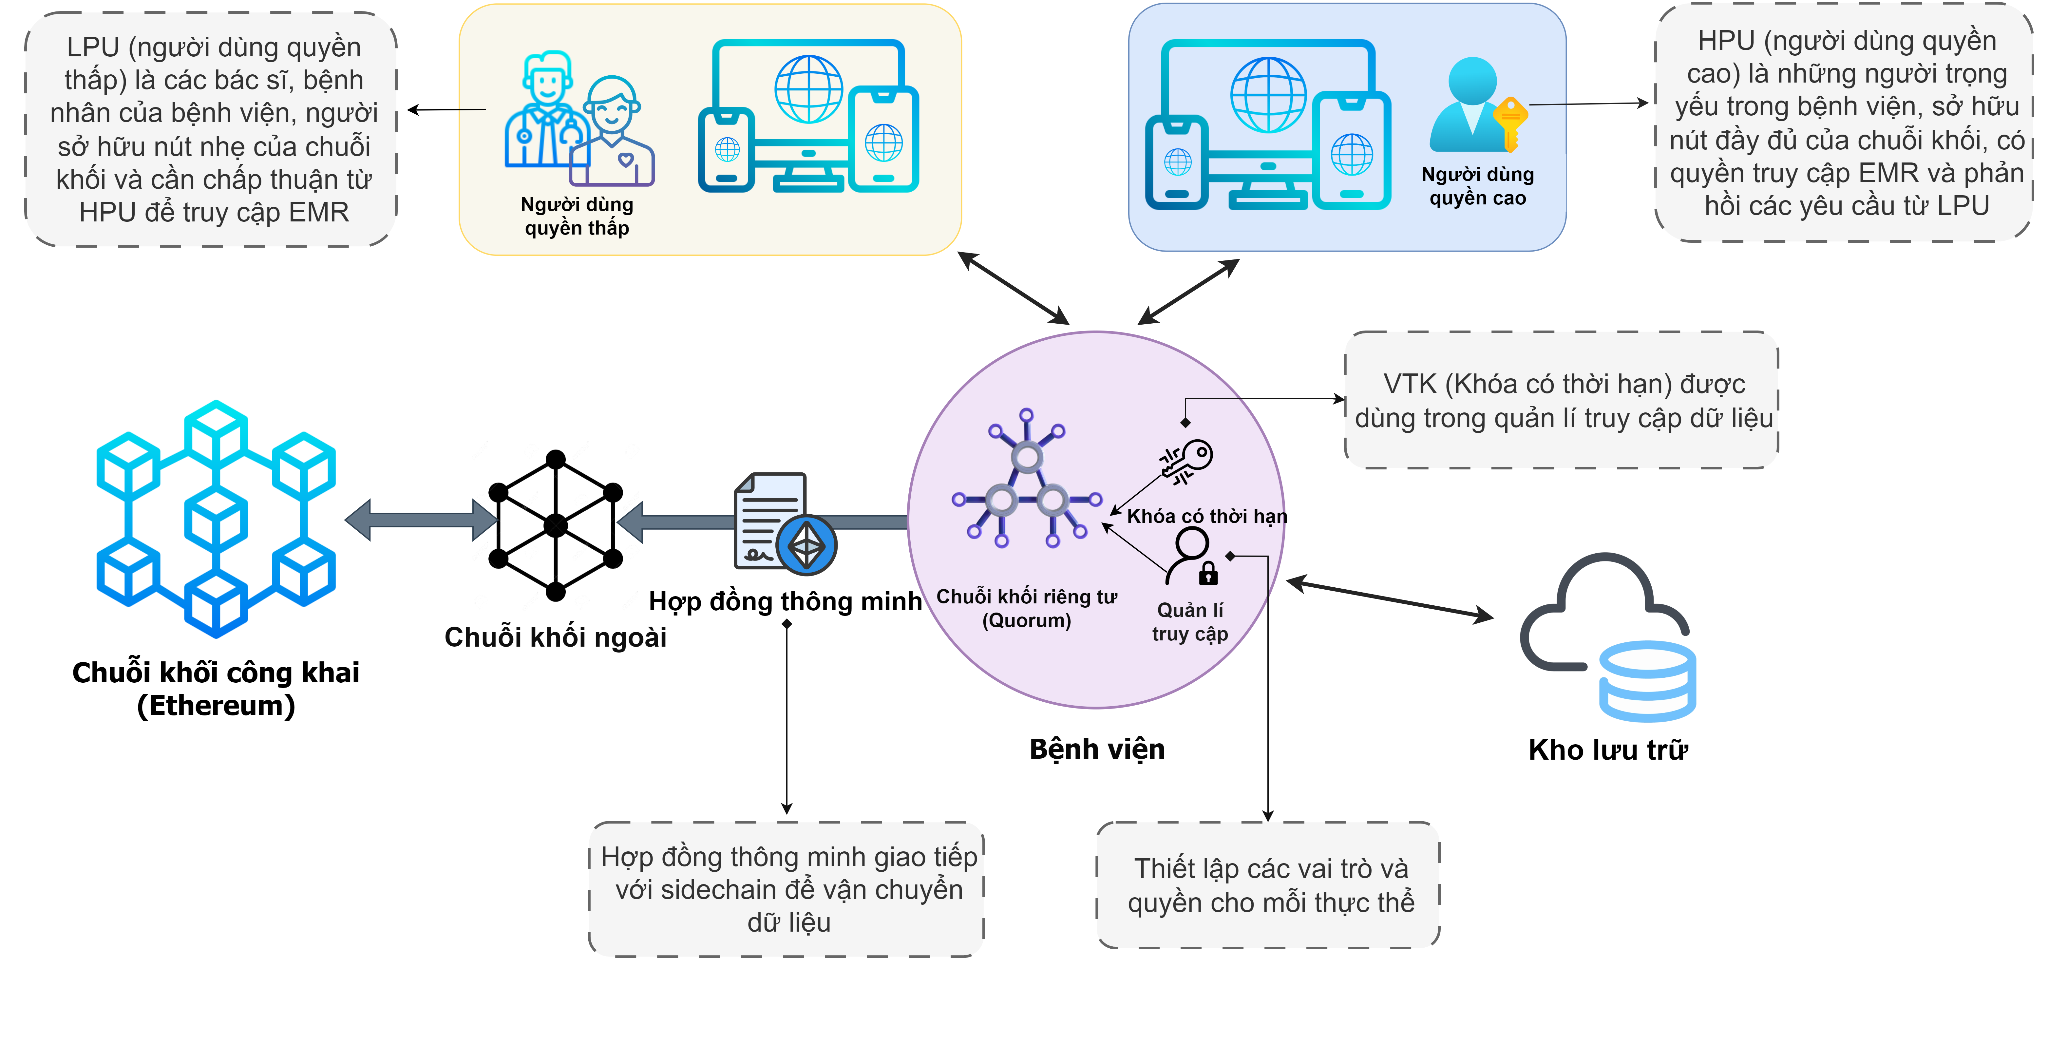 LPU (người dùng quyền
thấp) là các bác sĩ, bệnh
nhân của bệnh viện, người
sở hữu nút nhẹ của chuỗi
khối và cần chấp thuận từ
HPU để truy cập EMR
Người dùng
quyền thấp
Người dùng
quyền cao
HPU (người dùng quyền
cao) là những người trọng
yếu trong bệnh viện, sở hữu
nút đầy đủ của chuỗi khối, có
quyền truy cập EMR và phản
hồi các yêu cầu từ LPU
VTK (Khóa có thời hạn) được
dùng trong quản lí truy cập dữ liệu
Khóa có thời hạn
Chuỗi khối riêng tư
(Quorum)
Quản lí
truy cập
Hợp đồng thông minh
Chuỗi khối ngoài
Chuỗi khối công khai
(Ethereum)
Bệnh viện
Kho lưu trữ
Hợp đồng thông minh giao tiếp
với sidechain để vận chuyển
dữ liệu
Thiết lập các vai trò và
quyền cho mỗi thực thể